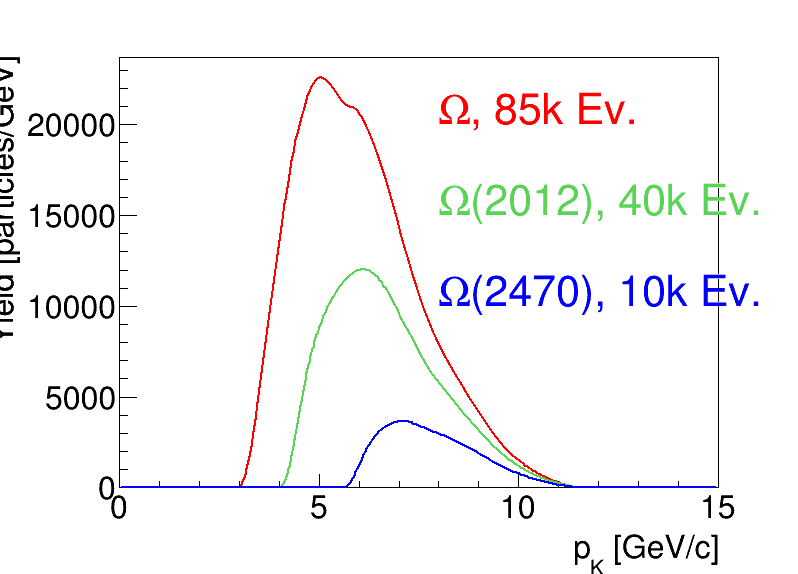 Yield [particles/GeV]
20000
15000
10000
5000
0
Ω, 85k Ev.
Ω(2012), 40k Ev.
Ω(2470), 10k Ev.
0 5 10 15
p_K [GeV/c]